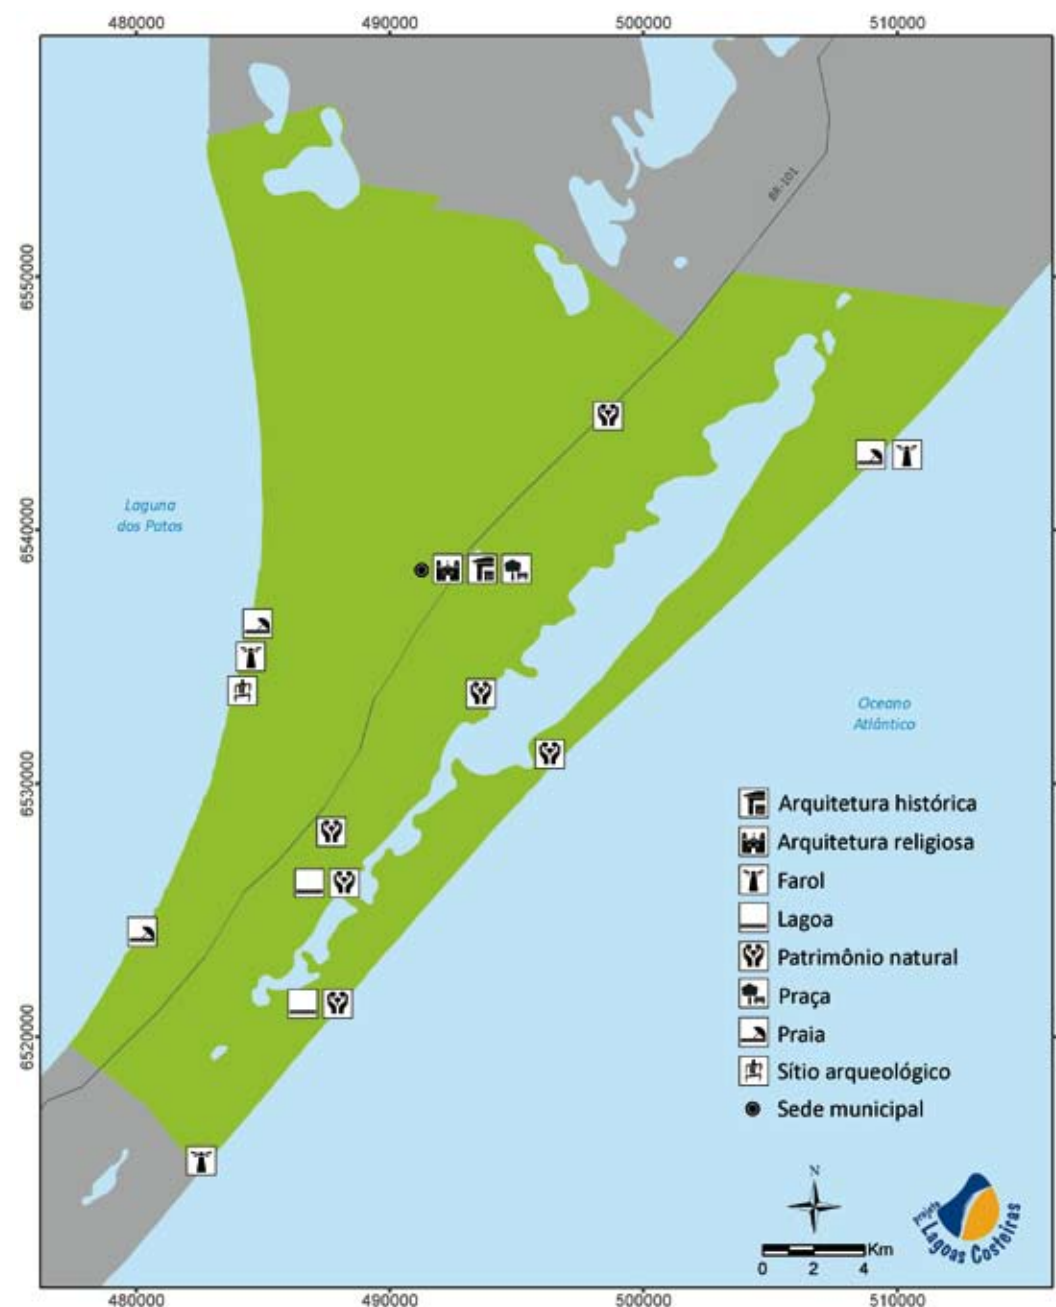 480000
490000
500000
510000
6550000
6540000
6530000
6520000
BR-101
Laguna
dos Patos
Oceano
Atlântico
Arquitetura histórica
Arquitetura religiosa
Farol
Lagoa
Patrimônio natural
Praça
Praia
Sítio arqueológico
Sede municipal
N
Km
0 2 4
Projeto
Lagoas Costeiras
480000
490000
500000
510000